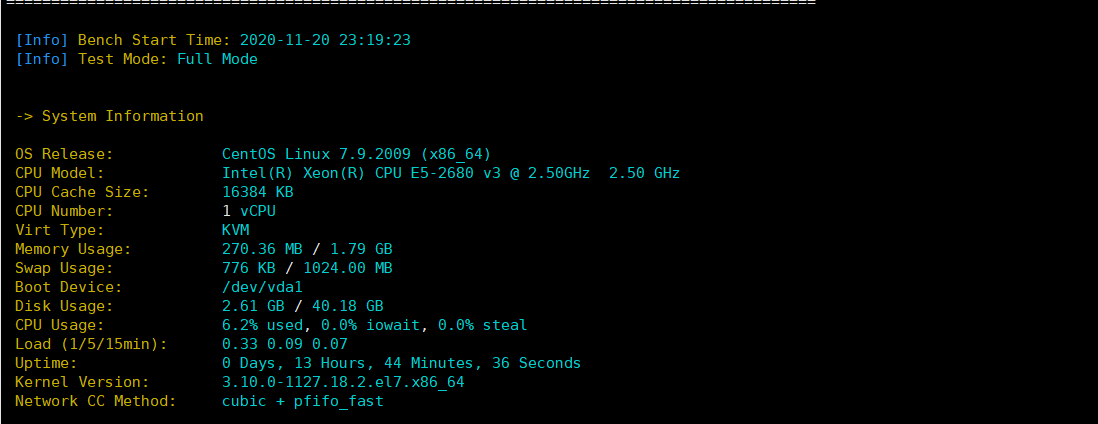 [Info] Bench Start Time: 2020-11-20 23:19:23
[Info] Test Mode: Full Mode
-> System Information
OS Release: CentOS Linux 7.9.2009 (x86_64)
CPU Model: Intel(R) Xeon(R) CPU E5-2680 v3 @ 2.50GHz  2.50 GHz
CPU Cache Size: 16384 KB
CPU Number: 1 vCPU
Virt Type: KVM
Memory Usage: 270.36 MB / 1.79 GB
Swap Usage: 776 KB / 1024.00 MB
Boot Device: /dev/vda1
Disk Usage: 2.61 GB / 40.18 GB
CPU Usage: 6.2% used, 0.0% iowait, 0.0% steal
Load (1/5/15min): 0.33 0.09 0.07
Uptime: 0 Days, 13 Hours, 44 Minutes, 36 Seconds
Kernel Version: 3.10.0-1127.18.2.el7.x86_64
Network CC Method: cubic + pfifo_fast